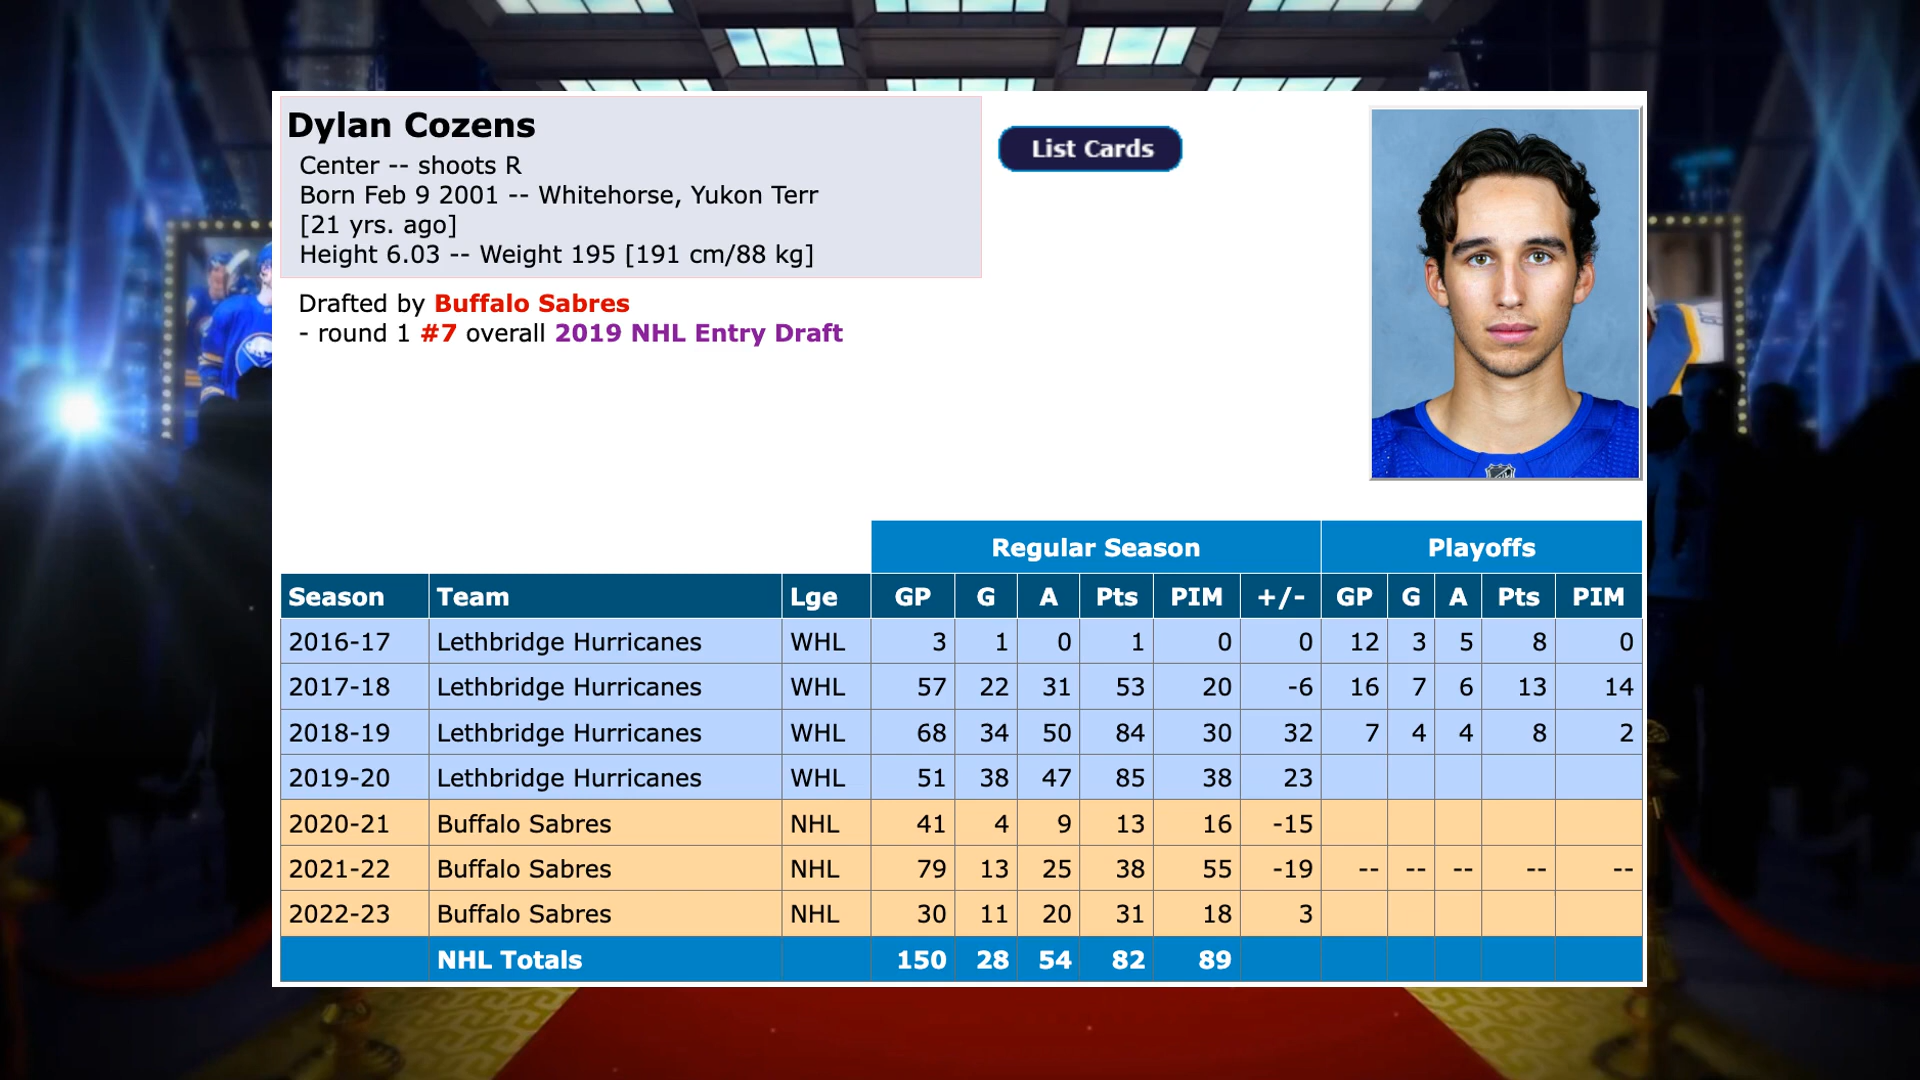 Dylan Cozens
Center -- shoots R
Born Feb 9 2001 -- Whitehorse, Yukon Terr
[21 yrs. ago]
Height 6.03 -- Weight 195 [191 cm/88 kg]
List Cards
Drafted by Buffalo Sabres
- round 1 #7 overall 2019 NHL Entry Draft
Regular Season Playoffs
Season Team Lge GP G A Pts PIM +/- GP G A Pts PIM
2016-17 Lethbridge Hurricanes WHL 3 1 0 1 0 0 12 3 5 8 0
2017-18 Lethbridge Hurricanes WHL 57 22 31 53 20 -6 16 7 6 13 14
2018-19 Lethbridge Hurricanes WHL 68 34 50 84 30 32 7 4 4 8 2
2019-20 Lethbridge Hurricanes WHL 51 38 47 85 38 23
2020-21 Buffalo Sabres NHL 41 4 9 13 16 -15
2021-22 Buffalo Sabres NHL 79 13 25 38 55 -19 -- -- -- -- --
2022-23 Buffalo Sabres NHL 30 11 20 31 18 3
NHL Totals 150 28 54 82 89